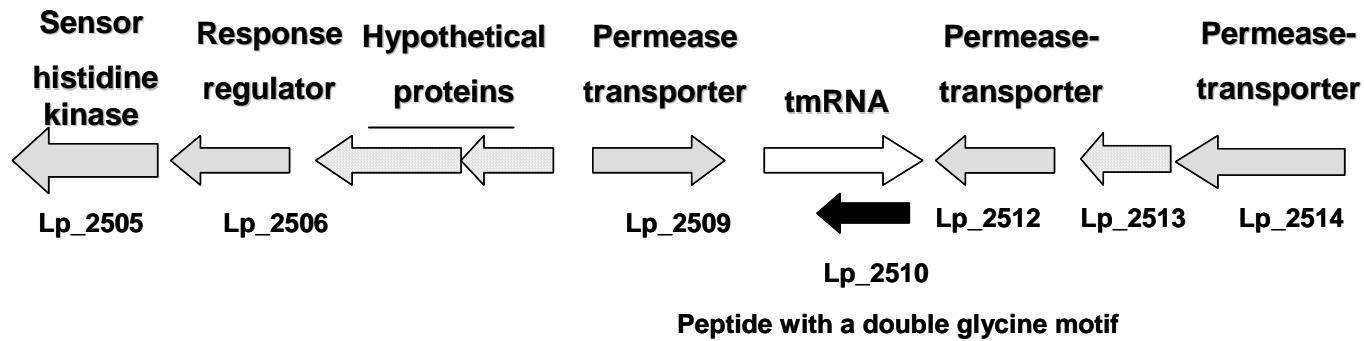 Sensor
histidine
kinase
Response
regulator
Hypothetical
proteins
Permease
transporter
tmRNA
Permease-
transporter
Permease-
transporter
Lp_2505
Lp_2506
Lp_2509
Lp_2512
Lp_2513
Lp_2514
Lp_2510
Peptide with a double glycine motif